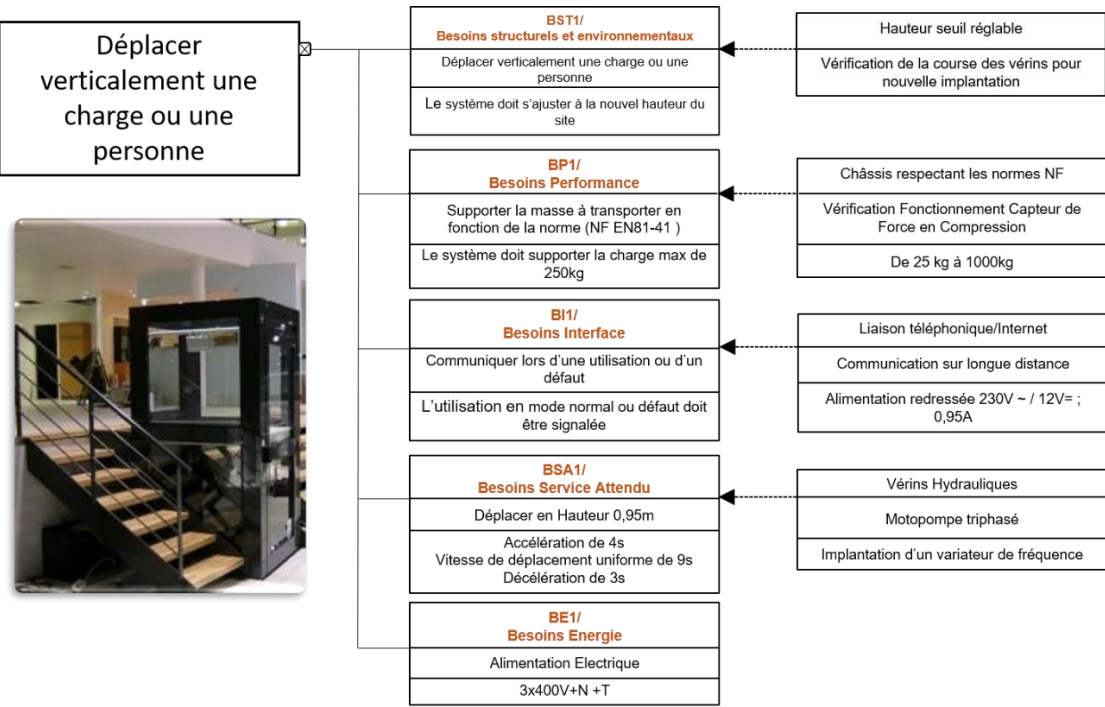 Déplacer
verticalement une
charge ou une
personne
BST1/
Besoins structurels et environnementaux
Déplacer verticalement une charge ou une
personne
Le système doit s'ajuster à la nouvel hauteur du
site
Hauteur seuil réglable
Vérification de la course des vérins pour
nouvelle implantation
BP1/
Besoins Performance
Supporter la masse à transporter en
fonction de la norme (NF EN81-41 )
Le système doit supporter la charge max de
250kg
Châssis respectant les normes NF
Vérification Fonctionnement Capteur de
Force en Compression
De 25 kg à 1000kg
BI1/
Besoins Interface
Communiquer lors d'une utilisation ou d'un
défaut
L'utilisation en mode normal ou défaut doit
être signalée
Liaison téléphonique/Internet
Communication sur longue distance
Alimentation redressée 230V ~ / 12V= ;
0,95A
BSA1/
Besoins Service Attendu
Déplacer en Hauteur 0,95m
Accélération de 4s
Vitesse de déplacement uniforme de 9s
Décélération de 3s
Vérins Hydrauliques
Motopompe triphasé
Implantation d'un variateur de fréquence
BE1/
Besoins Energie
Alimentation Electrique
3x400V+N +T